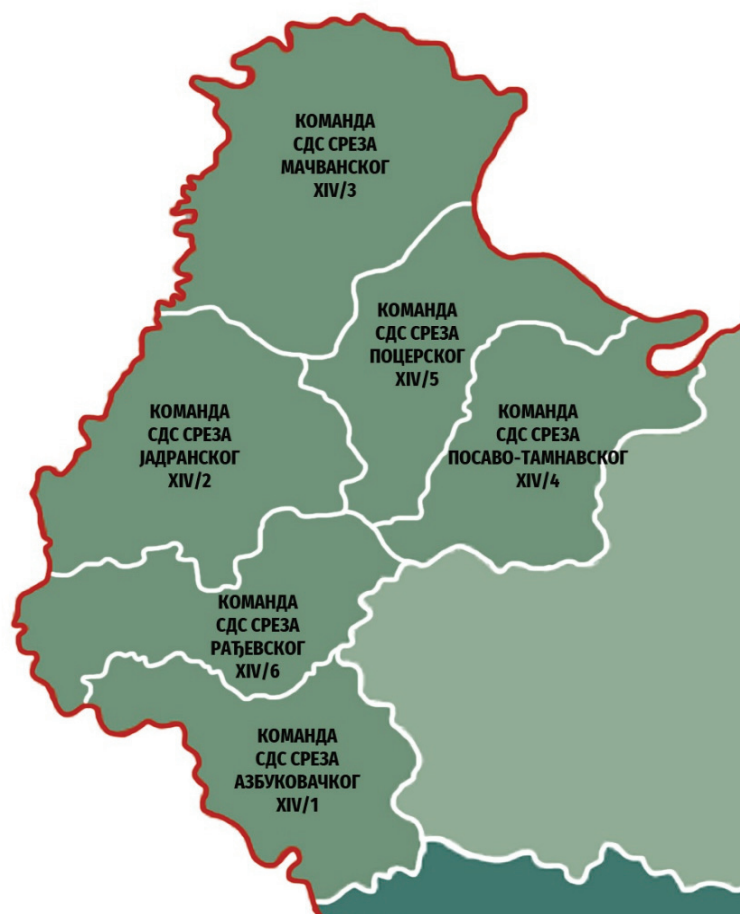 КОМАНДА
СДС СРЕЗА
МАЧВАНСКОГ
XIV/3
КОМАНДА
СДС СРЕЗА
ПОЦЕРСКОГ
XIV/5
КОМАНДА
СДС СРЕЗА
ЈАДРАНСКОГ
XIV/2
КОМАНДА
СДС СРЕЗА
ПОСАВО-ТАМНАВСКОГ
XIV/4
КОМАНДА
СДС СРЕЗА
РАЂЕВСКОГ
XIV/6
КОМАНДА
СДС СРЕЗА
АЗБУКОВАЧКОГ
XIV/1